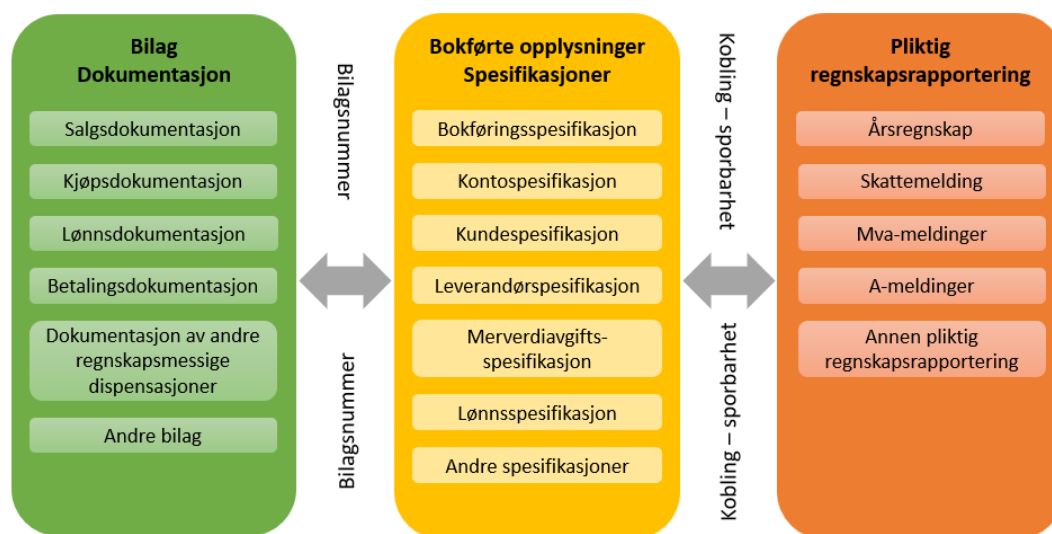 Bilag
Dokumentasjon
Salgsdokumentasjon
Kjøpsdokumentasjon
Lønnsdokumentasjon
Betalingsdokumentasjon
Dokumentasjon av andre
regnskapsmessige
dispensasjoner
Andre bilag
Bilagsnummer
Bilagsnummer
Bokførte opplysninger
Spesifikasjoner
Bokføringsspesifikasjon
Kontospesifikasjon
Kundespesifikasjon
Leverandørspesifikasjon
Merverdiavgifts-
spesifikasjon
Lønnsspesifikasjon
Andre spesifikasjoner
Kobling – sporbarhet
Kobling – sporbarhet
Pliktig
regnskapsrapportering
Årsregnskap
Skattemelding
Mva-meldinger
A-meldinger
Annen pliktig
regnskapsrapportering